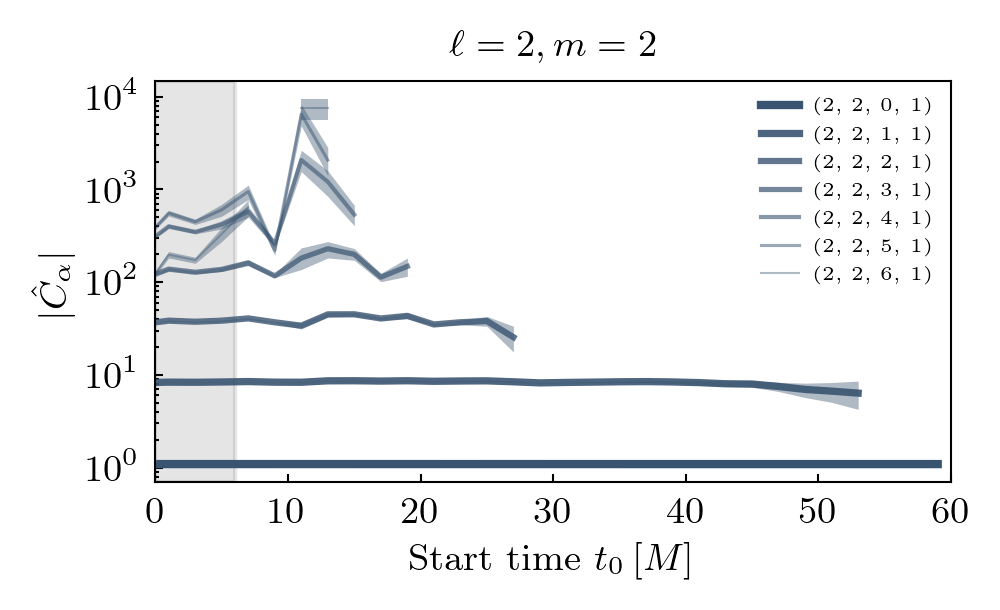 ℓ = 2, m = 2
10⁴
10³
10²
10¹
10⁰
|Ĉ_α|
(2, 2, 0, 1)
(2, 2, 1, 1)
(2, 2, 2, 1)
(2, 2, 3, 1)
(2, 2, 4, 1)
(2, 2, 5, 1)
(2, 2, 6, 1)
0 10 20 30 40 50 60
Start time t₀ [M]